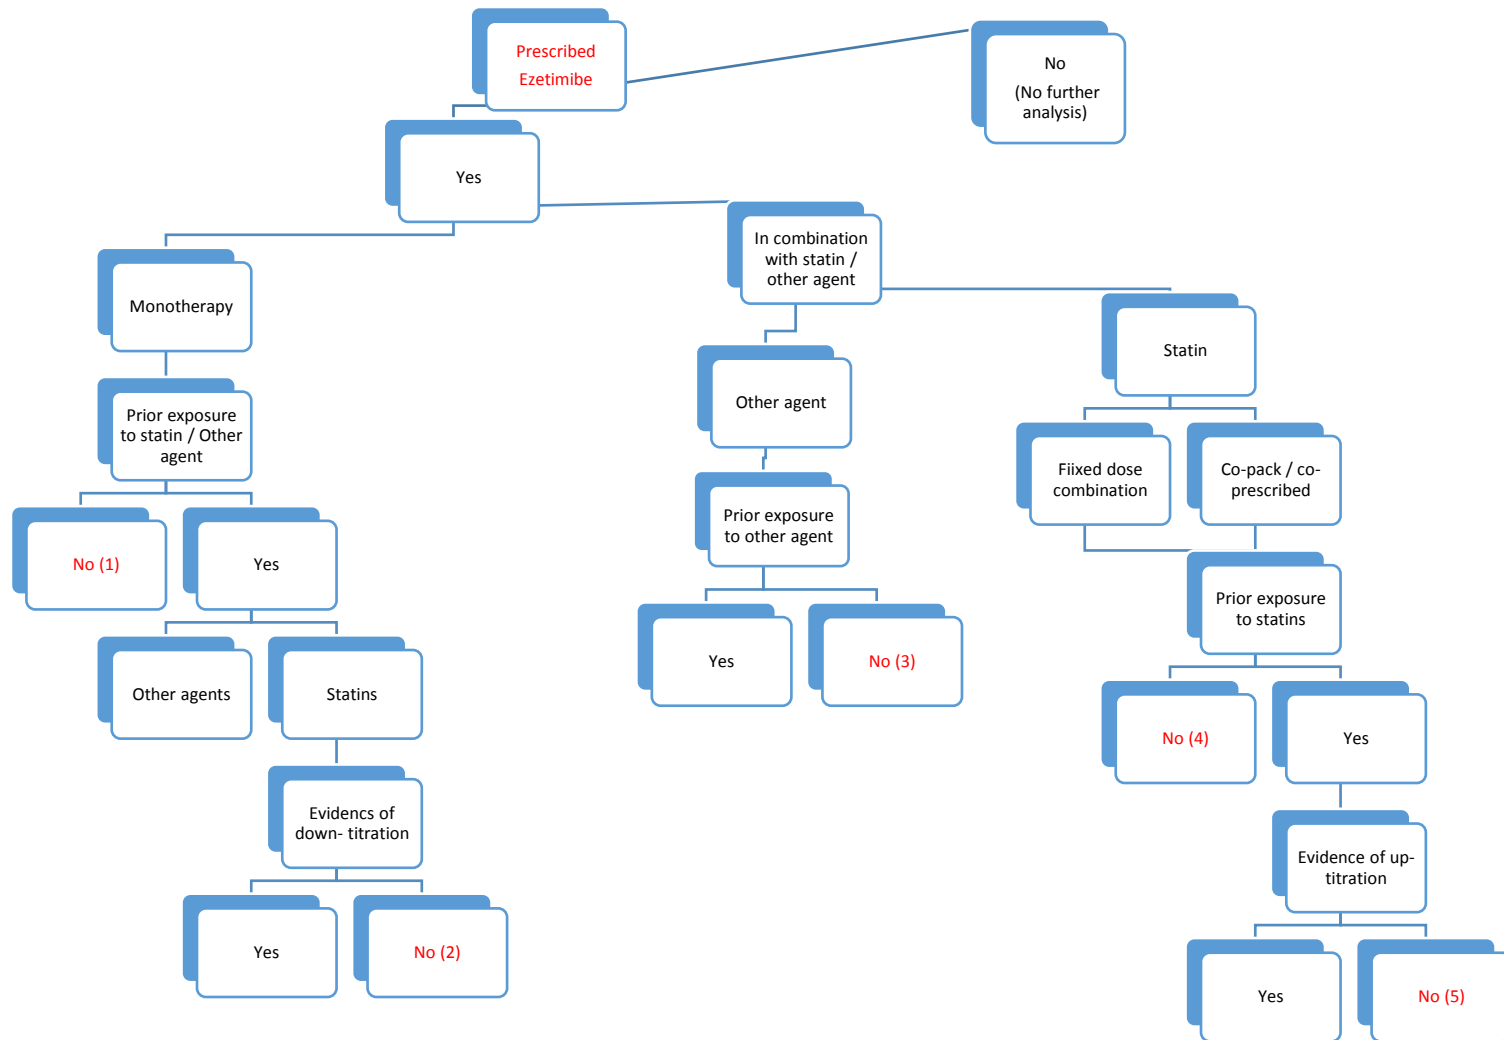 Prescribed
Ezetimibe
No
(No further
analysis)
Yes
In combination
with statin /
other agent
Monotherapy
Statin
Other agent
Prior exposure
to statin / Other
agent
Fiixed dose
combination
Co-pack / co-
prescribed
Prior exposure
to other agent
No (1)
Yes
Prior exposure
to statins
Yes
No (3)
Other agents
Statins
No (4)
Yes
Evidencs of
down- titration
Evidence of up-
titration
Yes
No (2)
Yes
No (5)